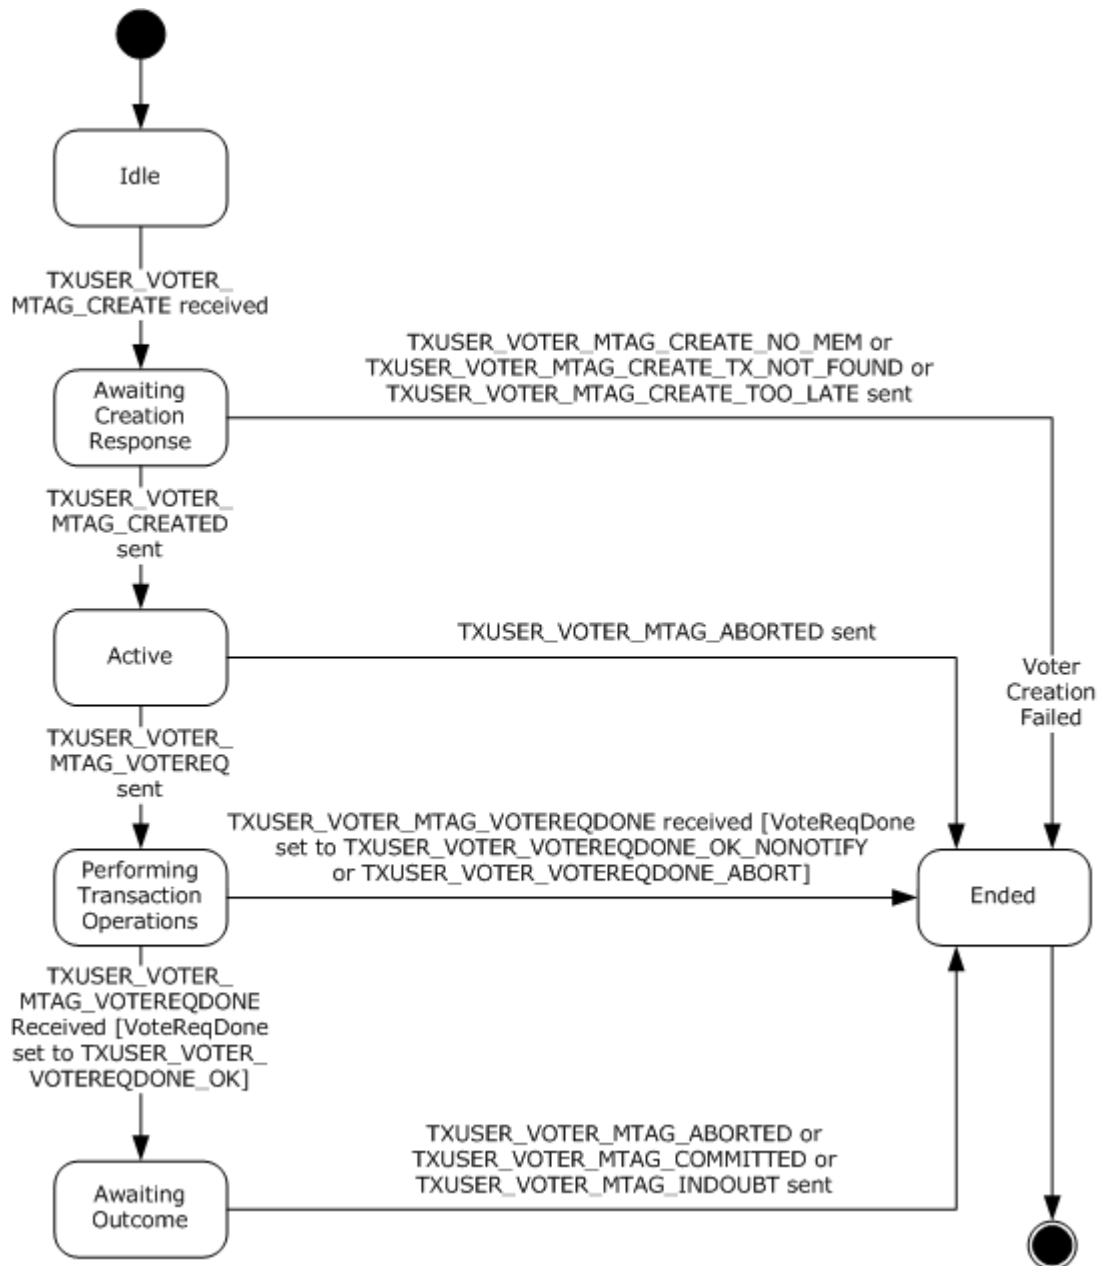 Idle
TXUSER_VOTER_
MTAG_CREATE received
TXUSER_VOTER_MTAG_CREATE_NO_MEM or
TXUSER_VOTER_MTAG_CREATE_TX_NOT_FOUND or
TXUSER_VOTER_MTAG_CREATE_TOO_LATE sent
Awaiting
Creation
Response
TXUSER_VOTER_
MTAG_CREATED
sent
TXUSER_VOTER_MTAG_ABORTED sent
Active
Voter
Creation
Failed
TXUSER_VOTER_
MTAG_VOTEREQ
sent
TXUSER_VOTER_MTAG_VOTEREQDONE received [VoteReqDone
set to TXUSER_VOTER_VOTEREQDONE_OK_NONOTIFY
or TXUSER_VOTER_VOTEREQDONE_ABORT]
Performing
Transaction
Operations
Ended
TXUSER_VOTER_
MTAG_VOTEREQDONE
Received [VoteReqDone
set to TXUSER_VOTER_
VOTEREQDONE_OK]
TXUSER_VOTER_MTAG_ABORTED or
TXUSER_VOTER_MTAG_COMMITTED or
TXUSER_VOTER_MTAG_INDOUBT sent
Awaiting
Outcome